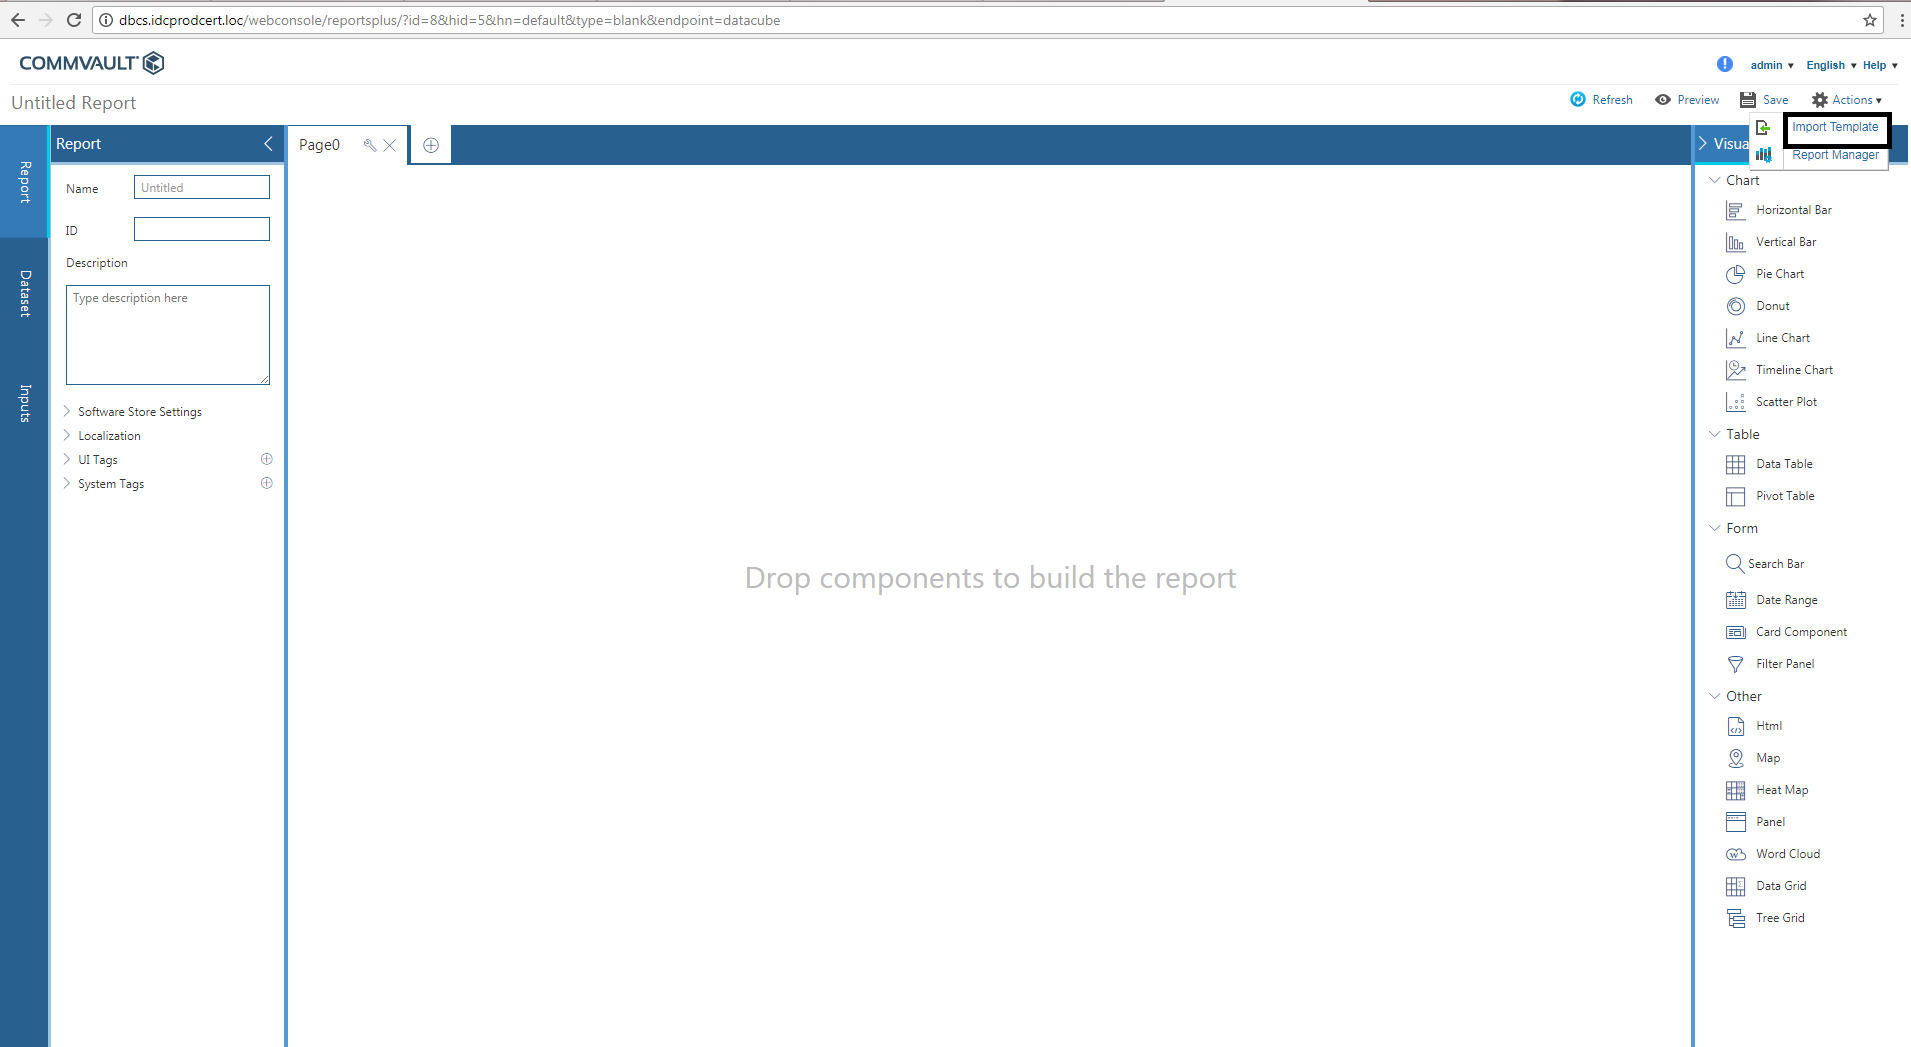 dbcs.idcprodcert.loc/webconsole/reportsplus/?id=8&hid=5&hn=default&type=blank&endpoint=datacube
COMMVAULT
admin English Help
Untitled Report
Refresh Preview Save Actions
Import Template
Report Manager
Report
Page0
Visua
Report
Dataset
Inputs
Name
Untitled
ID
Description
Type description here
Software Store Settings
Localization
UI Tags
System Tags
Drop components to build the report
Chart
Horizontal Bar
Vertical Bar
Pie Chart
Donut
Line Chart
Timeline Chart
Scatter Plot
Table
Data Table
Pivot Table
Form
Search Bar
Date Range
Card Component
Filter Panel
Other
Html
Map
Heat Map
Panel
Word Cloud
Data Grid
Tree Grid